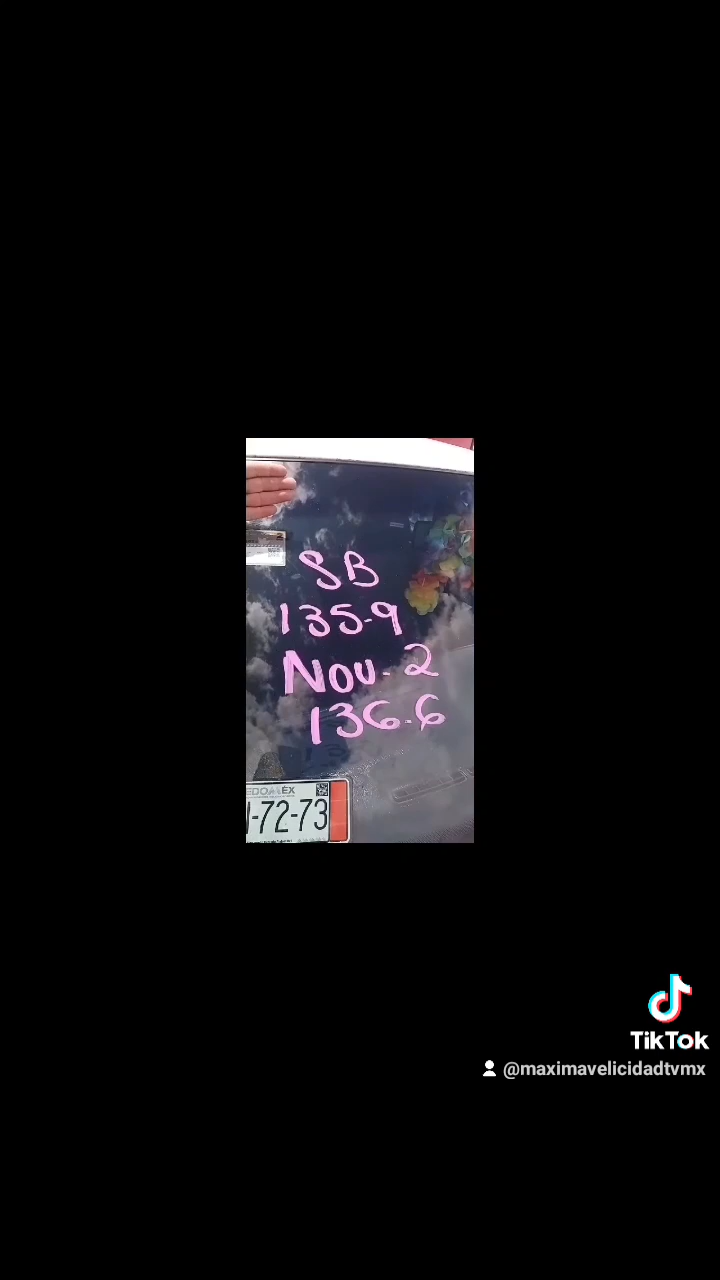 SB
135.9
Nov. 2
136.6
EDOMEX
-72-73
TikTok
@maximavelicidadtvmx